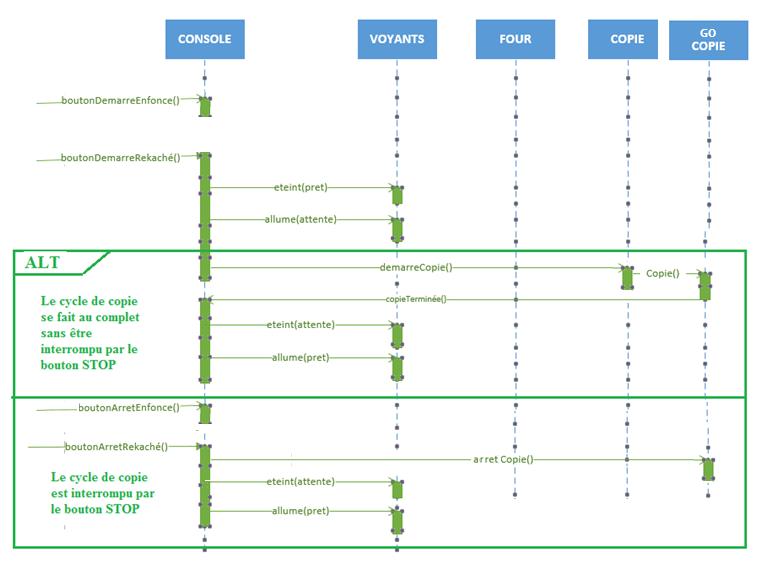 CONSOLE VOYANTS FOUR COPIE GO COPIE
boutonDemarreEnfonce()
boutonDemarreRekaché()
eteint(pret)
allume(attente)
ALT
demarreCopie()
Copie()
copieTerminée()
Le cycle de copie
se fait au complet
sans être
interrompu par le
bouton STOP
eteint(attente)
allume(pret)
boutonArretEnfonce()
boutonArretRekaché()
arret Copie()
Le cycle de copie
est interrompu par
le bouton STOP
eteint(attente)
allume(pret)